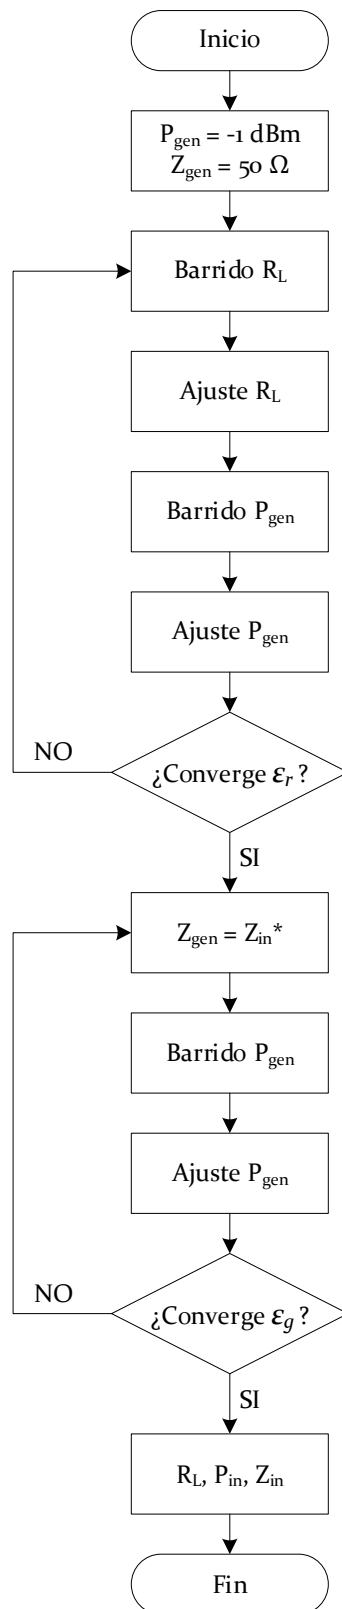 Inicio
P_gen = -1 dBm
Z_gen = 50 Ω
Barrido R_L
Ajuste R_L
Barrido P_gen
Ajuste P_gen
¿Converge ε_r?
NO
SI
Z_gen = Z_in*
Barrido P_gen
Ajuste P_gen
¿Converge ε_g?
NO
SI
R_L, P_in, Z_in
Fin